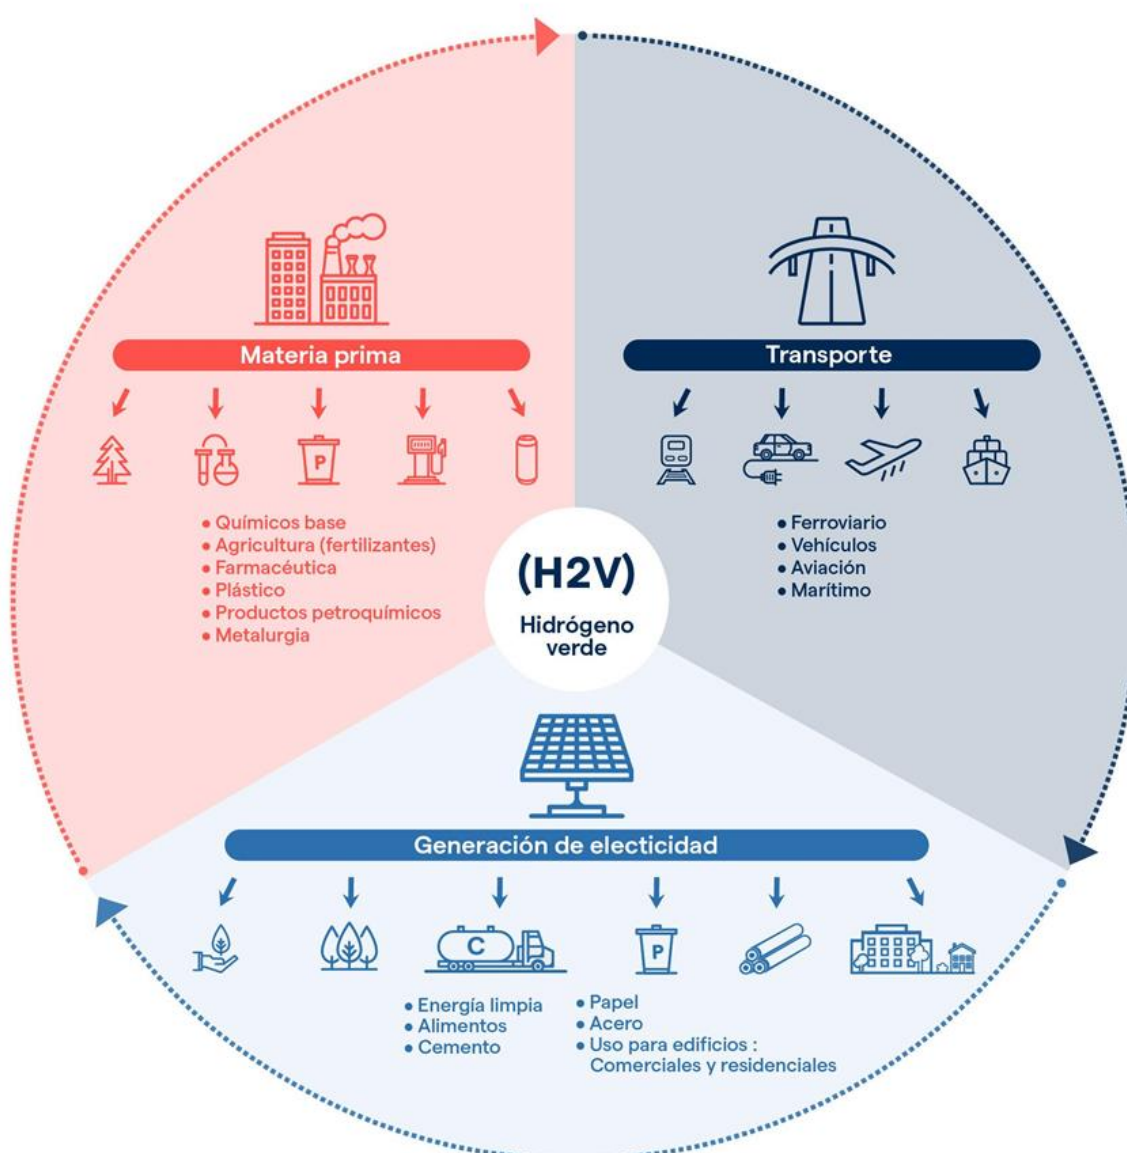 Materia prima
P
• Químicos base
• Agricultura (fertilizantes)
• Farmacéutica
• Plástico
• Productos petroquímicos
• Metalurgia
Transporte
• Ferroviario
• Vehículos
• Aviación
• Marítimo
(H2V)
Hidrógeno
verde
Generación de electicidad
C
P
• Energía limpia
• Alimentos
• Cemento
• Papel
• Acero
• Uso para edificios :
Comerciales y residenciales